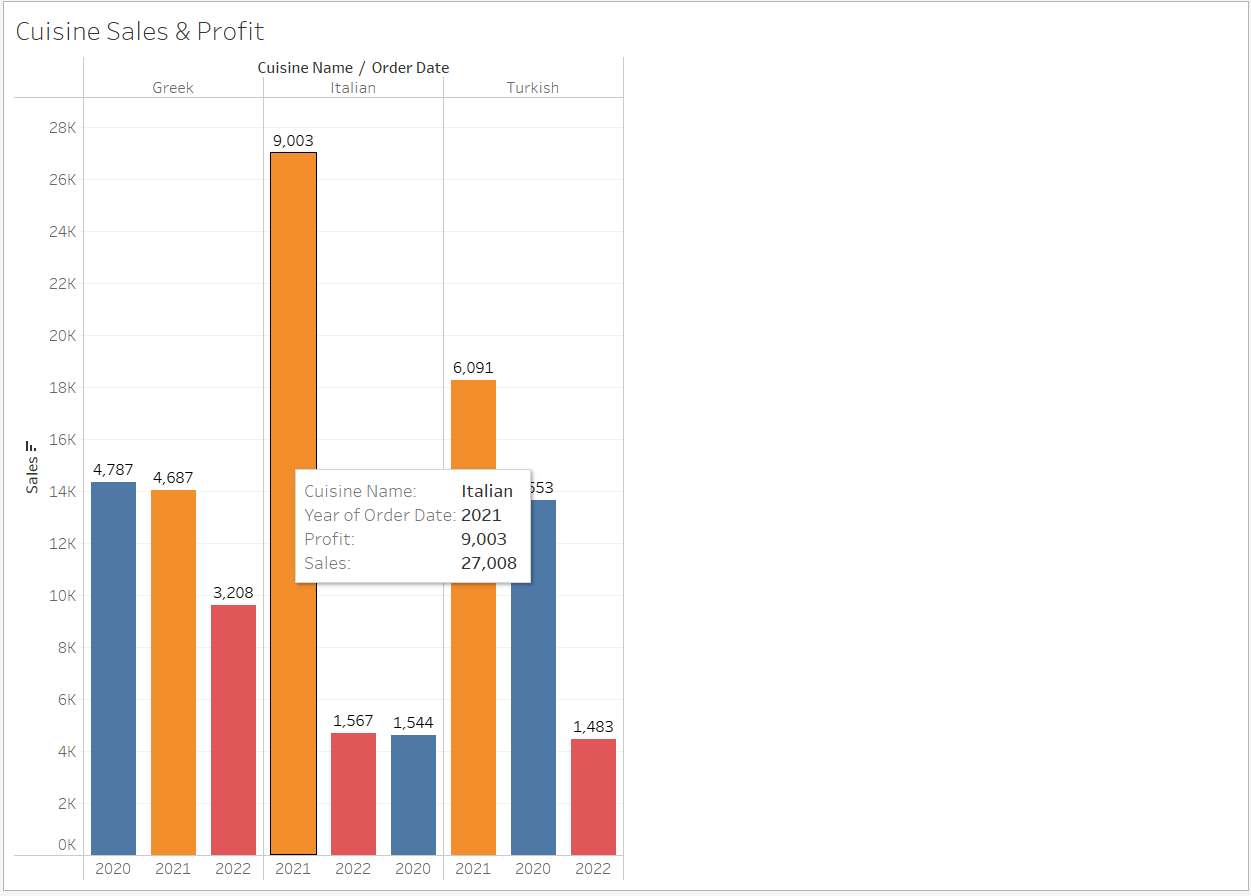 Cuisine Sales & Profit
Cuisine Name / Order Date
Greek Italian Turkish
28K
9,003
26K
24K
22K
20K
6,091
18K
16K
4,787 4,687
Sales
14K
Cuisine Name: Italian
Year of Order Date: 2021
Profit: 9,003
Sales: 27,008
12K
3,208
10K
8K
6K
1,567 1,544 1,483
4K
2K
0K
2020 2021 2022 2021 2022 2020 2021 2020 2022